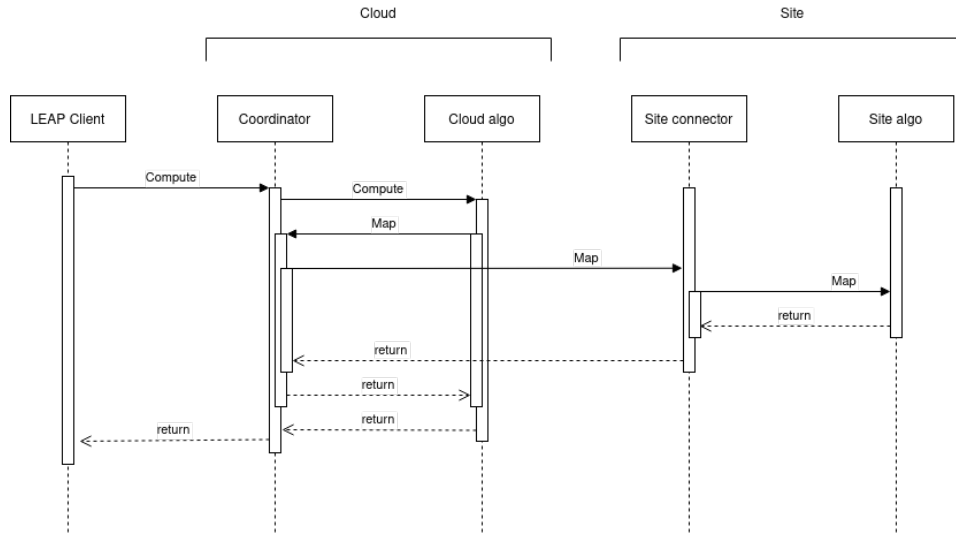 Cloud
Site
LEAP Client
Coordinator
Cloud algo
Site connector
Site algo
Compute
Compute
Map
Map
Map
return
return
return
return
return